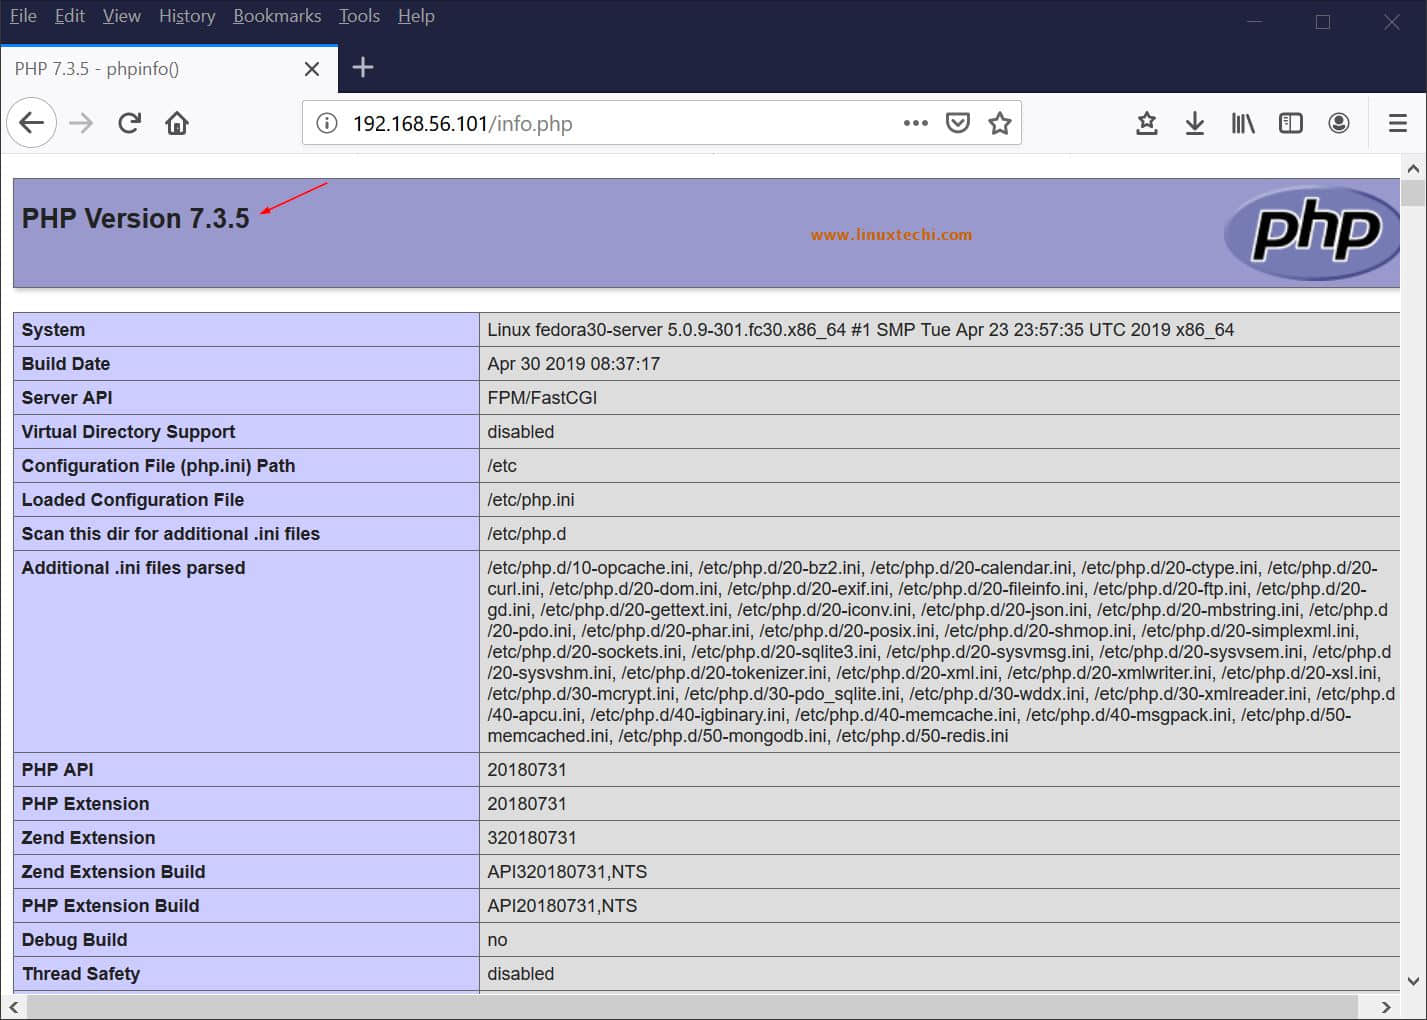 File Edit View History Bookmarks Tools Help
PHP 7.3.5 - phpinfo()
192.168.56.101/info.php
PHP Version 7.3.5
www.linuxtechi.com
php
System Linux fedora30-server 5.0.9-301.fc30.x86_64 #1 SMP Tue Apr 23 23:57:35 UTC 2019 x86_64
Build Date Apr 30 2019 08:37:17
Server API FPM/FastCGI
Virtual Directory Support disabled
Configuration File (php.ini) Path /etc
Loaded Configuration File /etc/php.ini
Scan this dir for additional .ini files /etc/php.d
Additional .ini files parsed /etc/php.d/10-opcache.ini, /etc/php.d/20-bz2.ini, /etc/php.d/20-calendar.ini, /etc/php.d/20-ctype.ini, /etc/php.d/20-
curl.ini, /etc/php.d/20-dom.ini, /etc/php.d/20-exif.ini, /etc/php.d/20-fileinfo.ini, /etc/php.d/20-ftp.ini, /etc/php.d/20-
gd.ini, /etc/php.d/20-gettext.ini, /etc/php.d/20-iconv.ini, /etc/php.d/20-json.ini, /etc/php.d/20-mbstring.ini, /etc/php.d
/20-pdo.ini, /etc/php.d/20-phar.ini, /etc/php.d/20-posix.ini, /etc/php.d/20-shmop.ini, /etc/php.d/20-simplexml.ini,
/etc/php.d/20-sockets.ini, /etc/php.d/20-sqlite3.ini, /etc/php.d/20-sysvmsg.ini, /etc/php.d/20-sysvsem.ini, /etc/php.d
/20-sysvshm.ini, /etc/php.d/20-tokenizer.ini, /etc/php.d/20-xml.ini, /etc/php.d/20-xmlwriter.ini, /etc/php.d/20-xsl.ini,
/etc/php.d/30-mcrypt.ini, /etc/php.d/30-pdo_sqlite.ini, /etc/php.d/30-wddx.ini, /etc/php.d/30-xmlreader.ini, /etc/php.d
/40-apcu.ini, /etc/php.d/40-igbinary.ini, /etc/php.d/40-memcache.ini, /etc/php.d/40-msgpack.ini, /etc/php.d/50-
memcached.ini, /etc/php.d/50-mongodb.ini, /etc/php.d/50-redis.ini
PHP API 20180731
PHP Extension 20180731
Zend Extension 320180731
Zend Extension Build API320180731,NTS
PHP Extension Build API20180731,NTS
Debug Build no
Thread Safety disabled